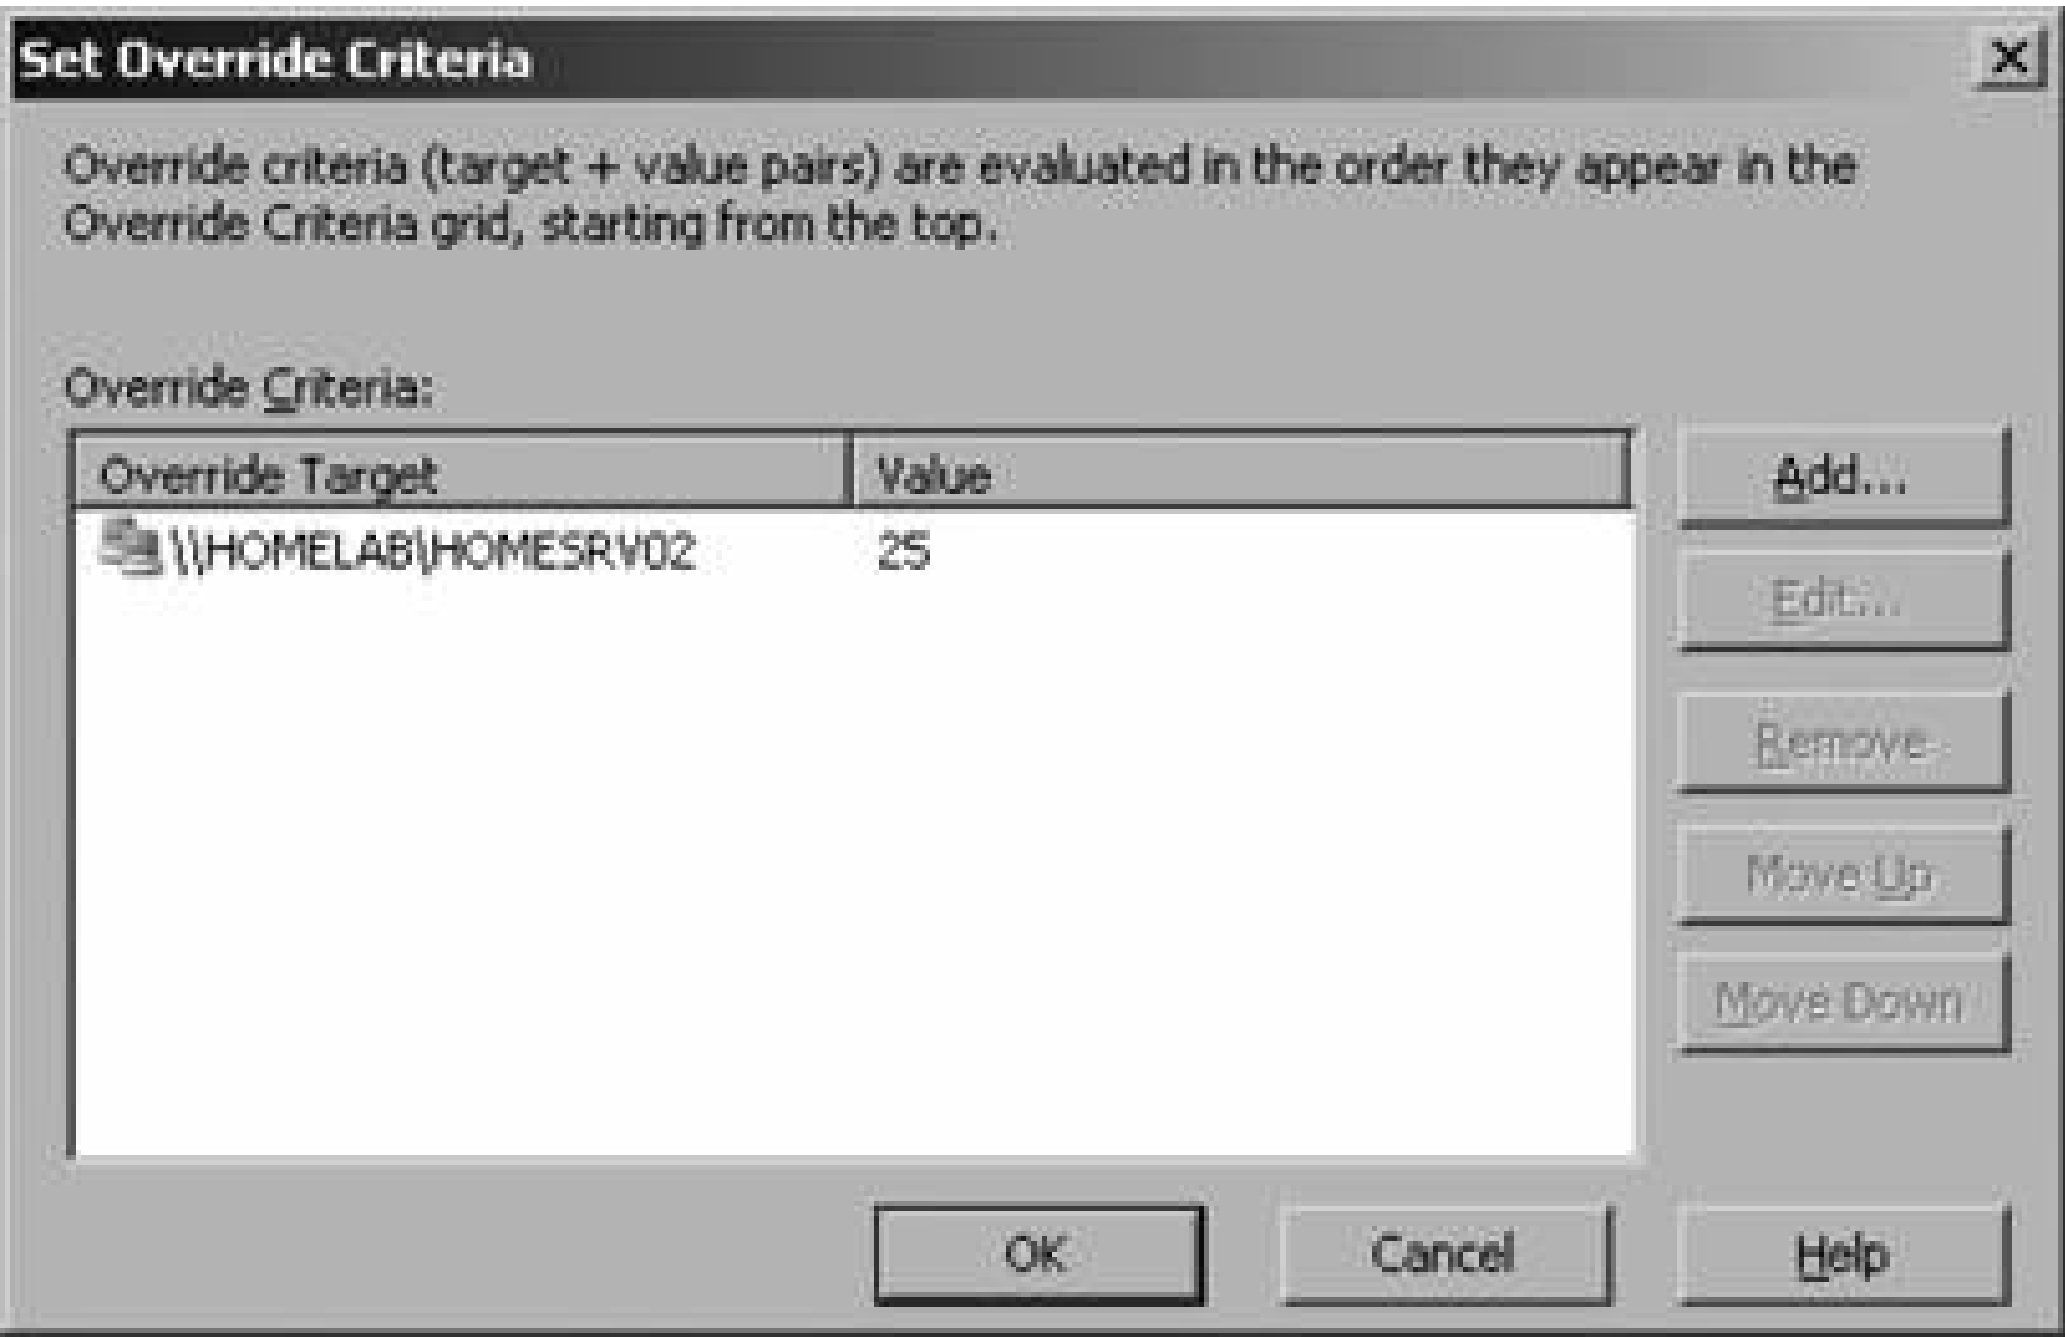 Set Override Criteria
Override criteria (target + value pairs) are evaluated in the order they appear in the
Override Criteria grid, starting from the top.
Override Criteria:
Override Target Value
\\HOMELAB\HOMESRV02 25
Add...
Edit...
Remove
Move Up
Move Down
OK Cancel Help